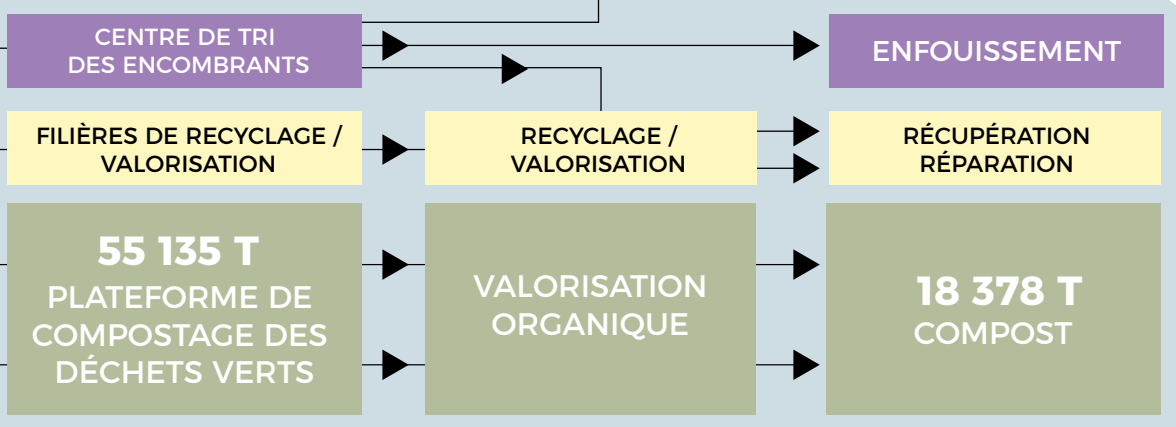 CENTRE DE TRI
DES ENCOMBRANTS
ENFOUISSEMENT
FILIÈRES DE RECYCLAGE /
VALORISATION
RECYCLAGE /
VALORISATION
RÉCUPÉRATION
RÉPARATION
55 135 T
PLATEFORME DE
COMPOSTAGE DES
DÉCHETS VERTS
VALORISATION
ORGANIQUE
18 378 T
COMPOST